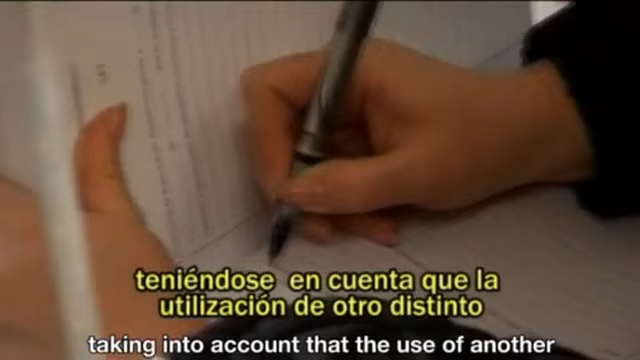 teniéndose en cuenta que la
utilización de otro distinto
taking into account that the use of another